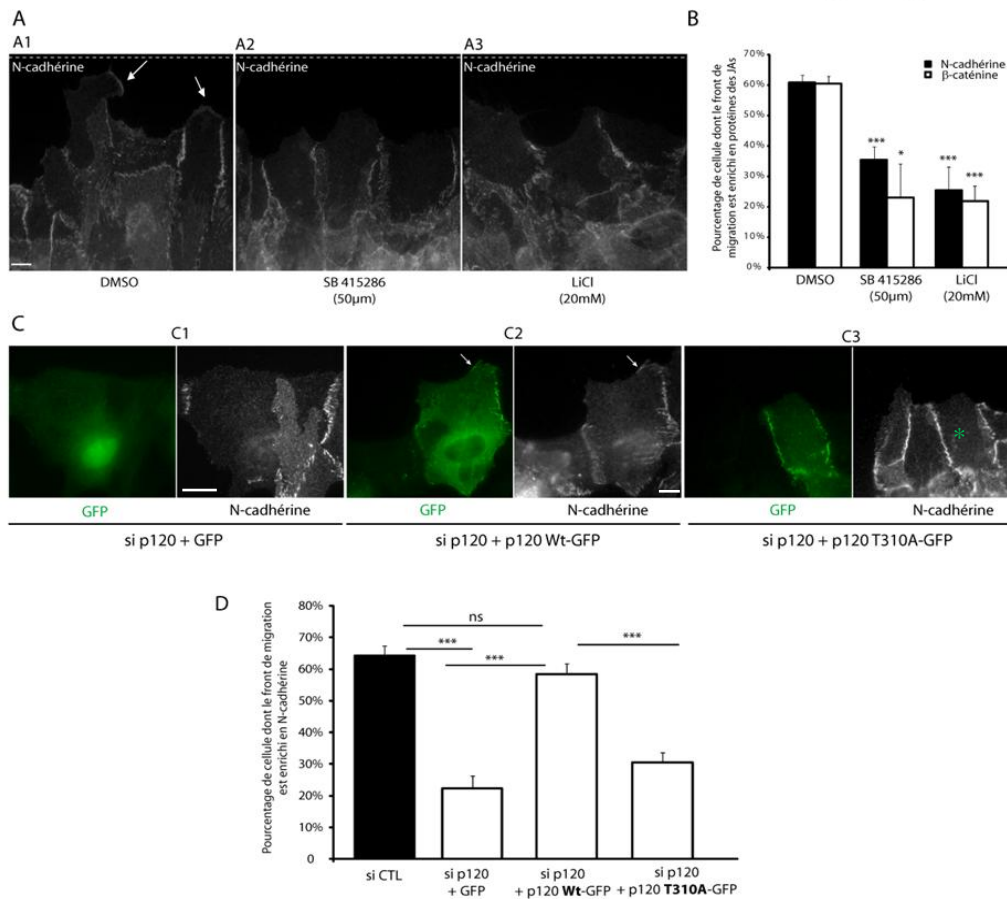 A
A1
A2
A3
N-cadhérine
N-cadhérine
N-cadhérine
DMSO
SB 415286
(50µm)
LiCl
(20mM)
B
Pourcentage de cellule dont le front de
migration est enrichi en protéines des JAs
70%
60%
50%
40%
30%
20%
10%
0%
N-cadhérine
β-caténine
***
*
***
***
DMSO
SB 415286
(50µm)
LiCl
(20mM)
C
C1
C2
C3
*
GFP
N-cadhérine
GFP
N-cadhérine
GFP
N-cadhérine
si p120 + GFP
si p120 + p120 Wt-GFP
si p120 + p120 T310A-GFP
D
Pourcentage de cellule dont le front de migration
est enrichi en N-cadhérine
80%
70%
60%
50%
40%
30%
20%
10%
0
ns
***
***
***
si CTL
si p120
+ GFP
si p120
+ p120 Wt-GFP
si p120
+ p120 T310A-GFP